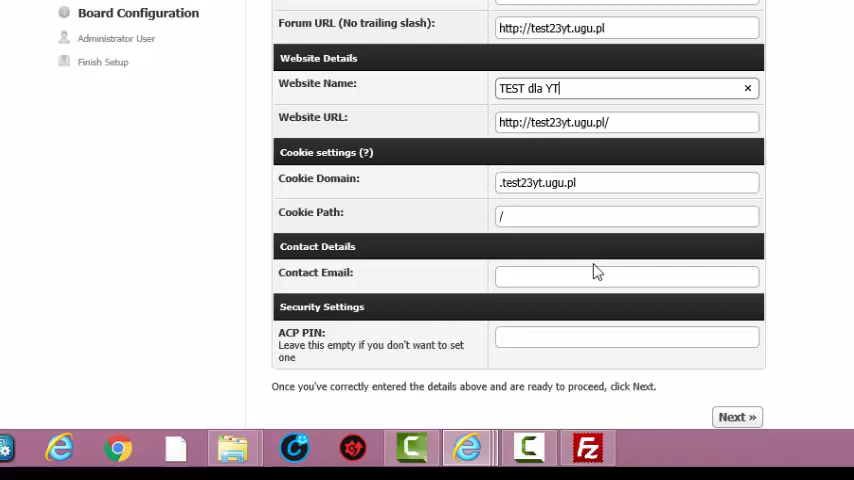 Board Configuration
Administrator User
Finish Setup
Forum URL (No trailing slash):
http://test23yt.ugu.pl
Website Details
Website Name:
TEST dla YT
×
Website URL:
http://test23yt.ugu.pl/
Cookie settings (?)
Cookie Domain:
.test23yt.ugu.pl
Cookie Path:
/
Contact Details
Contact Email:
Security Settings
ACP PIN:
Leave this empty if you don't want to set
one
Once you've correctly entered the details above and are ready to proceed, click Next.
Next »